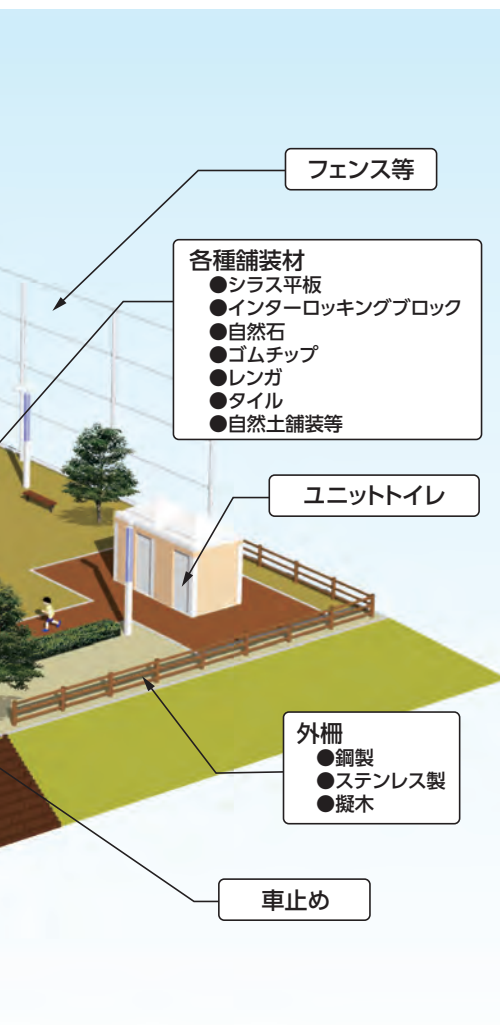 フェンス等
各種舗装材
●シラス平板
●インターロッキングブロック
●自然石
●ゴムチップ
●レンガ
●タイル
●自然土舗装等
ユニットトイレ
外柵
●鋼製
●ステンレス製
●擬木
車止め